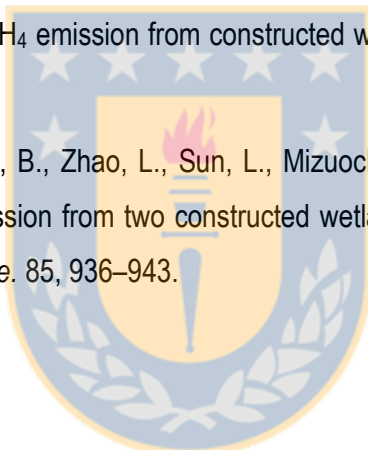 H₄ emission from constructed w
, B., Zhao, L., Sun, L., Mizuoc
ssion from two constructed wetla
e. 85, 936–943.